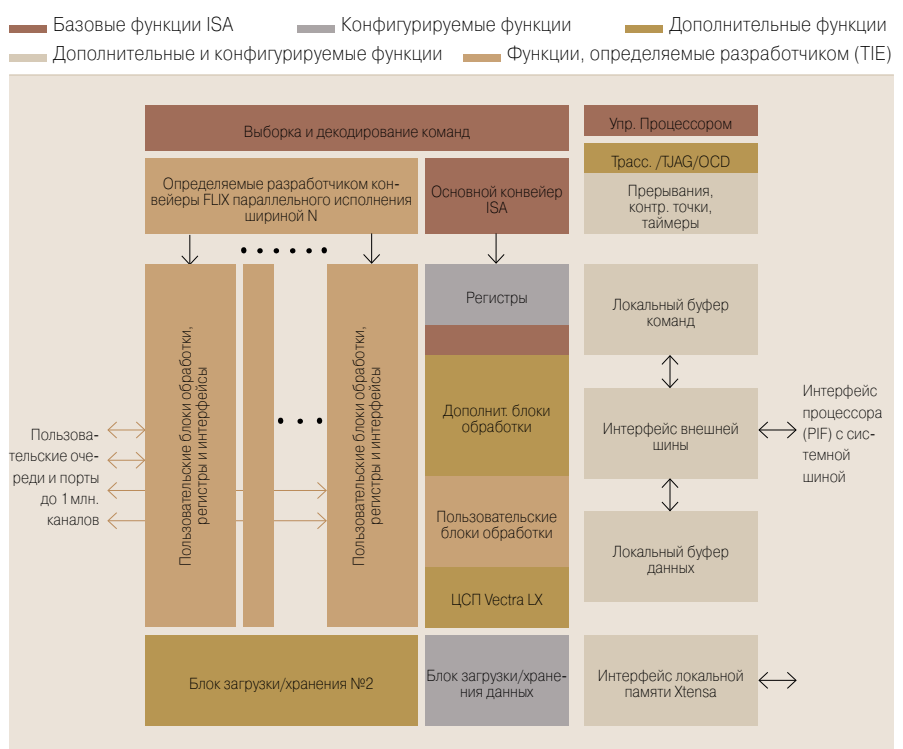 Базовые функции ISA
Конфигурируемые функции
Дополнительные функции
Дополнительные и конфигурируемые функции
Функции, определяемые разработчиком (TIE)
Выборка и декодирование команд
Упр. Процессором
Трасс. /TJAG/OCD
Прерывания,
контр. точки,
таймеры
Определяемые разработчиком кон-
вейеры FLIX параллельного исполнения
шириной N
Основной конвейер
ISA
Пользовательские блоки обработки,
регистры и интерфейсы
Пользовательские блоки обработки,
регистры и интерфейсы
Регистры
Дополнит. блоки
обработки
Пользовательские
блоки обработки
ЦСП Vectra LX
Локальный буфер
команд
Интерфейс внешней
шины
Локальный буфер
данных
Интерфейс
процессора
(PIF) с сис-
темной
шиной
Пользова-
тельские оче-
реди и порты
до 1 млн.
каналов
Блок загрузки/хранения №2
Блок загрузки/хране-
ния данных
Интерфейс локальной
памяти Xtensa